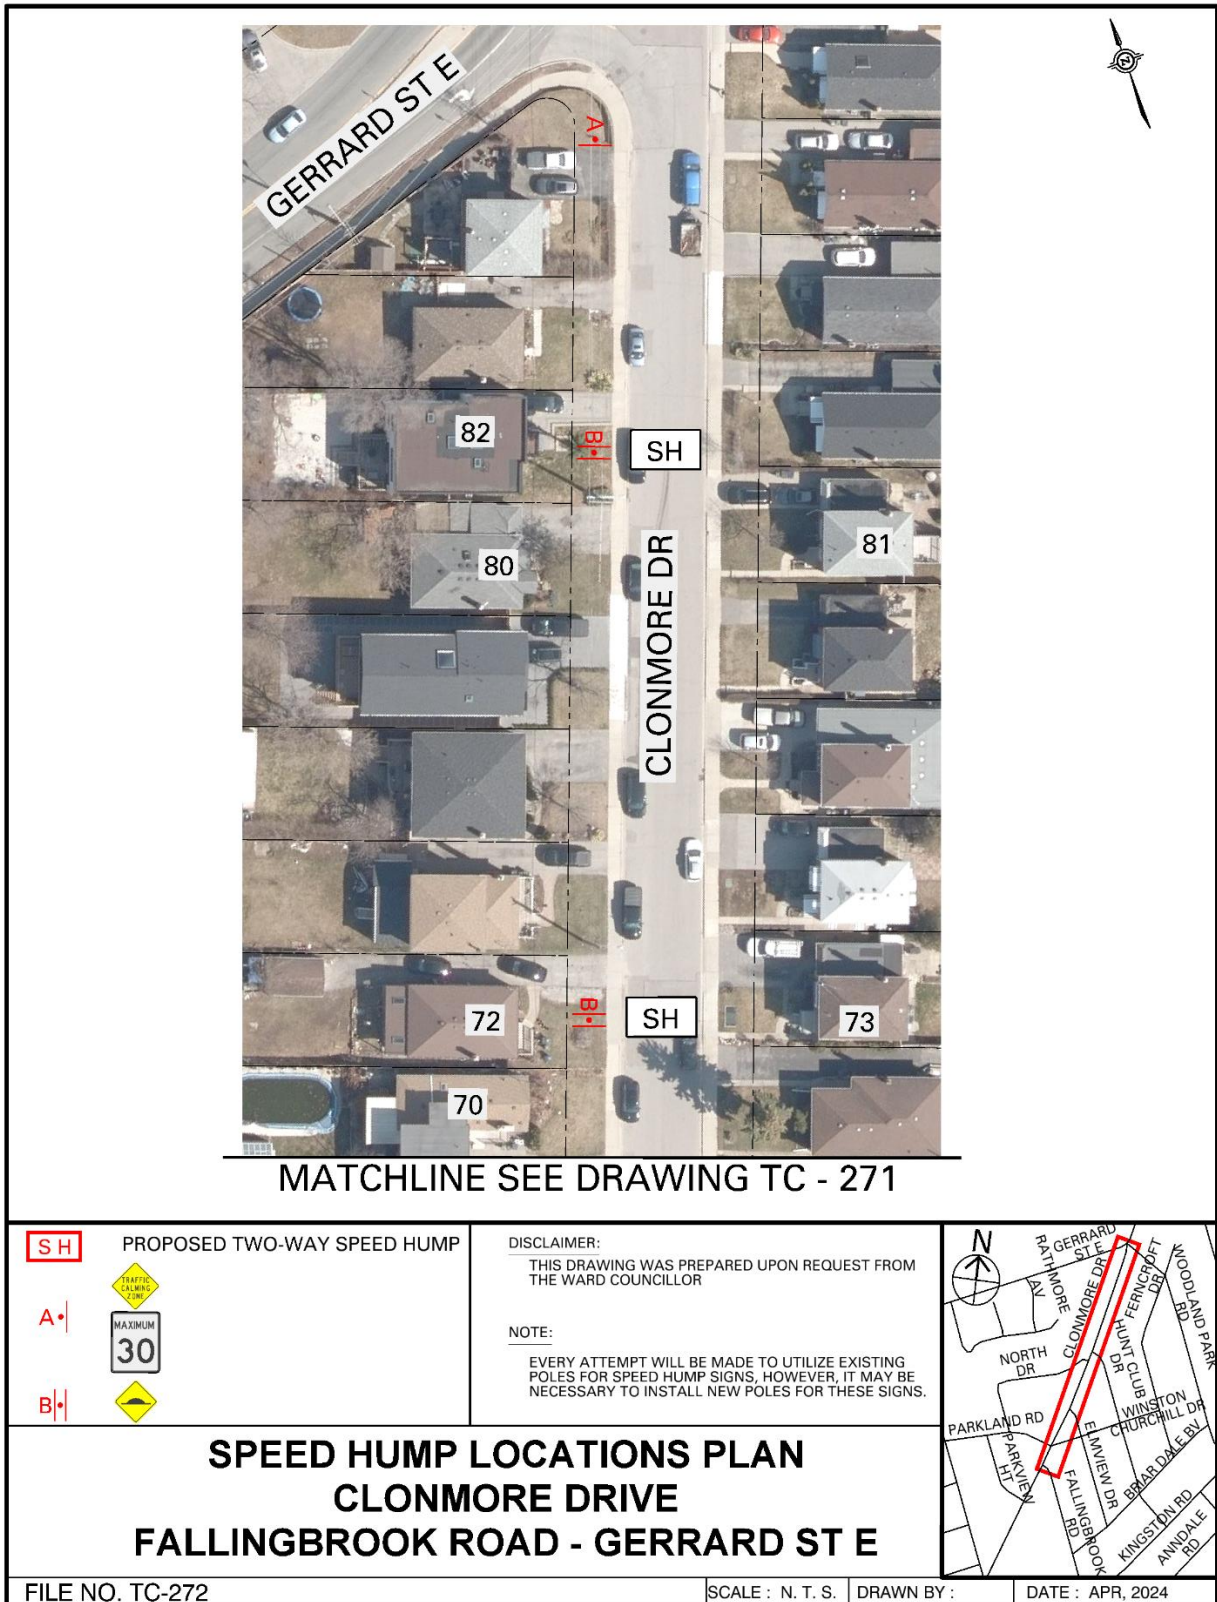 GERRARD ST E
A
82
B
SH
80
81
CLONMORE DR
72
B
SH
73
70
MATCHLINE SEE DRAWING TC - 271
S H
PROPOSED TWO-WAY SPEED HUMP
TRAFFIC
CALMING
ZONE
A
MAXIMUM
30
B
DISCLAIMER:
THIS DRAWING WAS PREPARED UPON REQUEST FROM
THE WARD COUNCILLOR
NOTE:
EVERY ATTEMPT WILL BE MADE TO UTILIZE EXISTING
POLES FOR SPEED HUMP SIGNS, HOWEVER, IT MAY BE
NECESSARY TO INSTALL NEW POLES FOR THESE SIGNS.
N
GERRARD
ST E
RATHMORE
AV
CLONMORE DR
FERNCROFT
DR
WOODLAND PARK
RD
NORTH
DR
HUNT CLUB
DR
PARKLAND RD
WINSTON
CHURCHILL DR
PARKVIEW
HT
ELMVIEW DR
BRIAR DALE BV
FALLINGBROOK
RD
KINGSTON RD
ANNDALE
RD
SPEED HUMP LOCATIONS PLAN
CLONMORE DRIVE
FALLINGBROOK ROAD - GERRARD ST E
FILE NO. TC-272
SCALE : N. T. S.
DRAWN BY :
DATE : APR, 2024